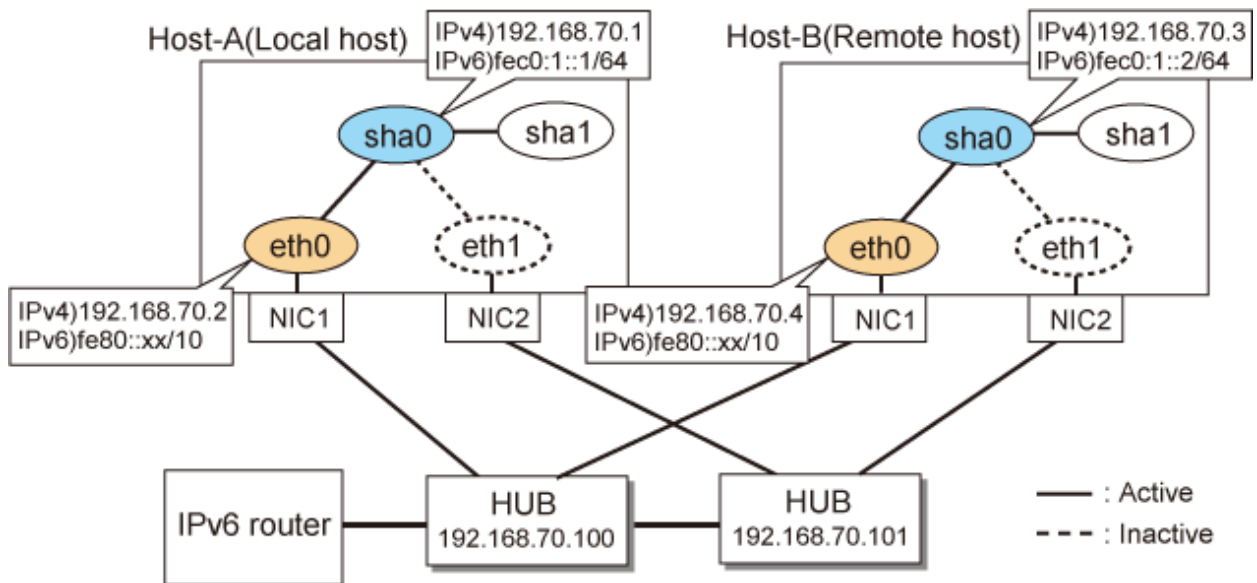 Host-A(Local host)
IPv4)192.168.70.1
IPv6)fec0:1::1/64
Host-B(Remote host)
IPv4)192.168.70.3
IPv6)fec0:1::2/64
sha0
sha1
sha0
sha1
eth0
eth1
eth0
eth1
IPv4)192.168.70.2
IPv6)fe80::xx/10
NIC1
NIC2
IPv4)192.168.70.4
IPv6)fe80::xx/10
NIC1
NIC2
IPv6 router
HUB
192.168.70.100
HUB
192.168.70.101
: Active
: Inactive